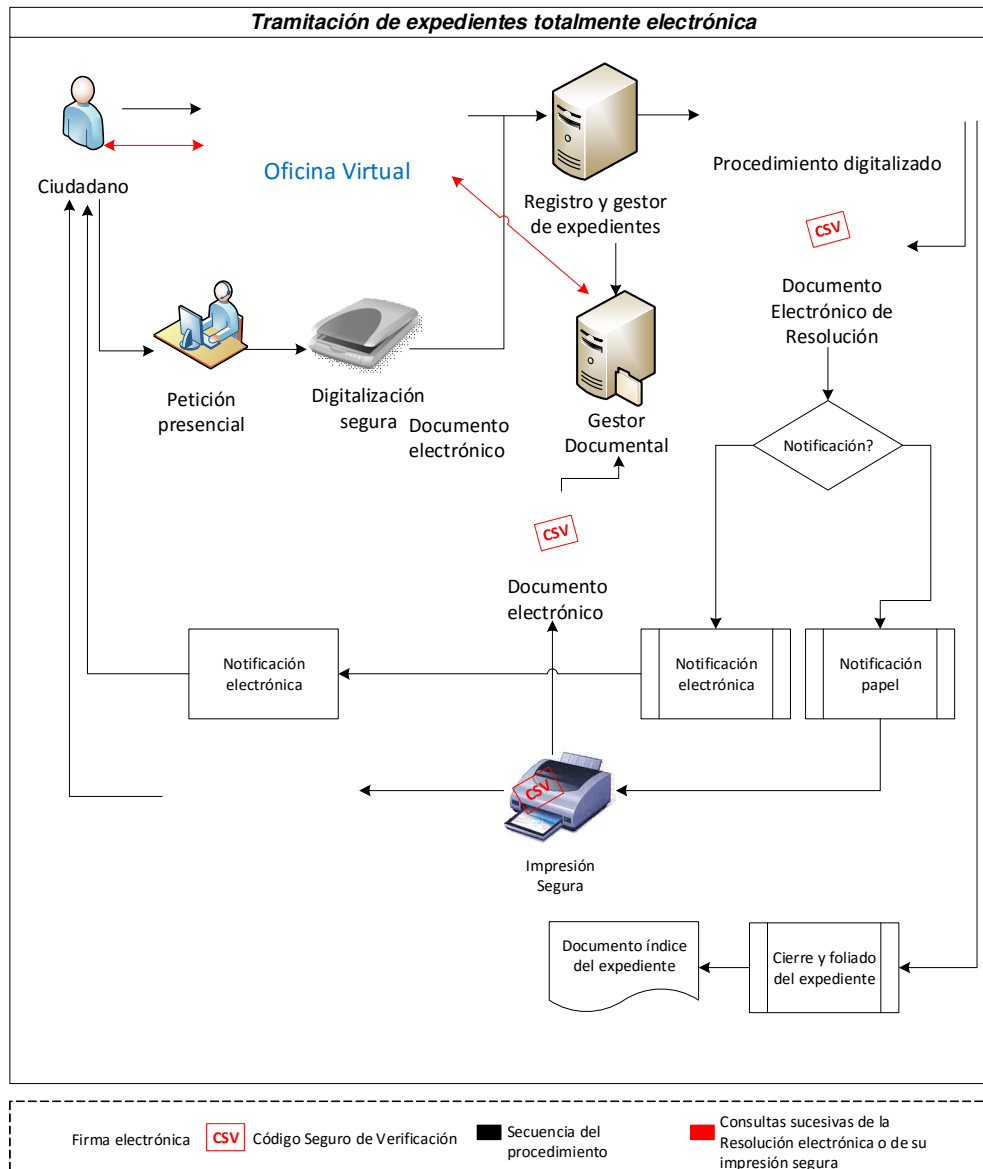 Tramitación de expedientes totalmente electrónica
Ciudadano
Oficina Virtual
Registro y gestor
de expedientes
Procedimiento digitalizado
CSV
Documento
Electrónico de
Resolución
Petición
presencial
Digitalización
segura
Documento
electrónico
Gestor
Documental
Notificación?
CSV
Documento
electrónico
Notificación
electrónica
Notificación
electrónica
Notificación
papel
CSV
Impresión
Segura
Documento índice
del expediente
Cierre y foliado
del expediente
Firma electrónica
CSV
Código Seguro de Verificación
Secuencia del
procedimiento
Consultas sucesivas de la
Resolución electrónica o de su
impresión segura